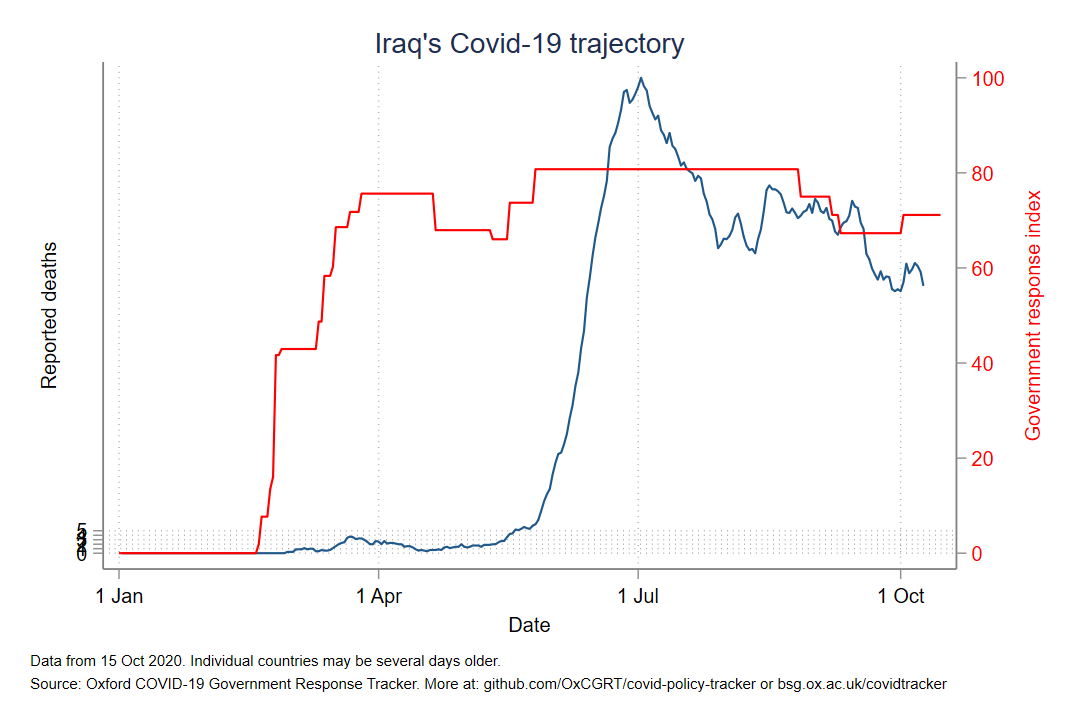 Iraq's Covid-19 trajectory
Reported deaths
5
0
100
80
60
40
20
0
Government response index
1 Jan
1 Apr
1 Jul
1 Oct
Date
Data from 15 Oct 2020. Individual countries may be several days older.
Source: Oxford COVID-19 Government Response Tracker. More at: github.com/OxCGRT/covid-policy-tracker or bsg.ox.ac.uk/covidtracker